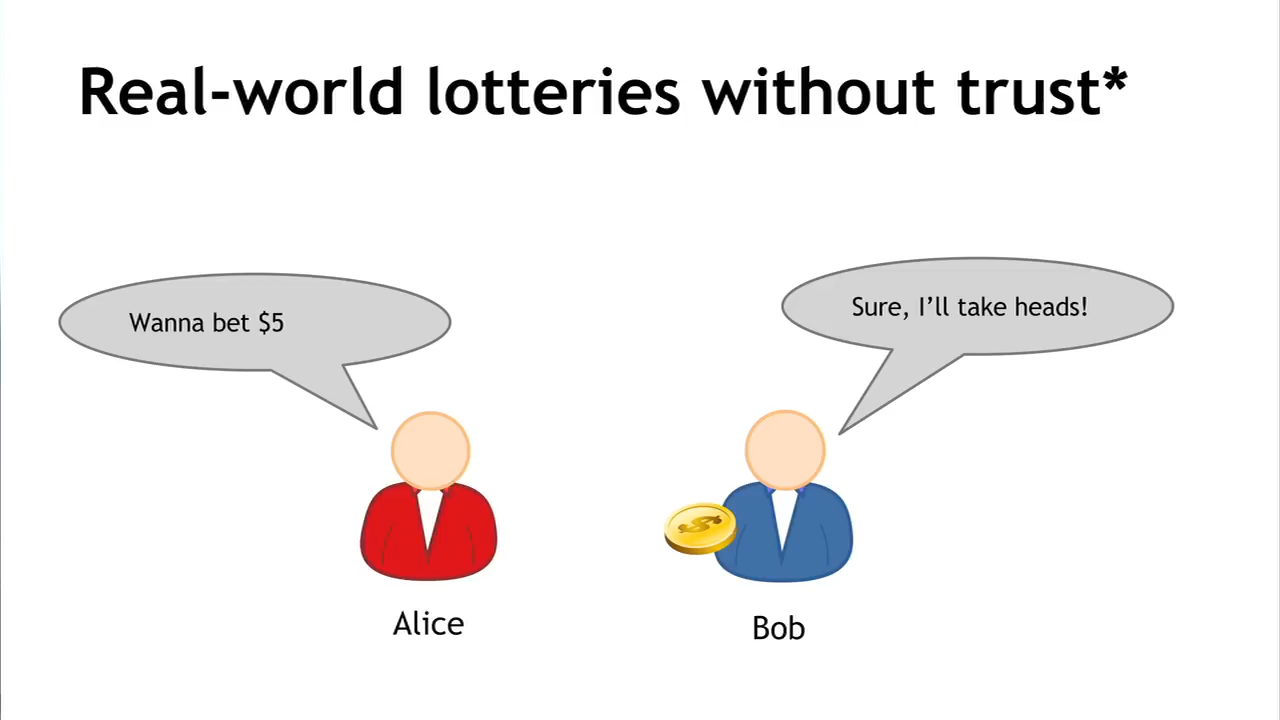 Real-world lotteries without trust*
Wanna bet $5
Sure, I'll take heads!
Alice
Bob